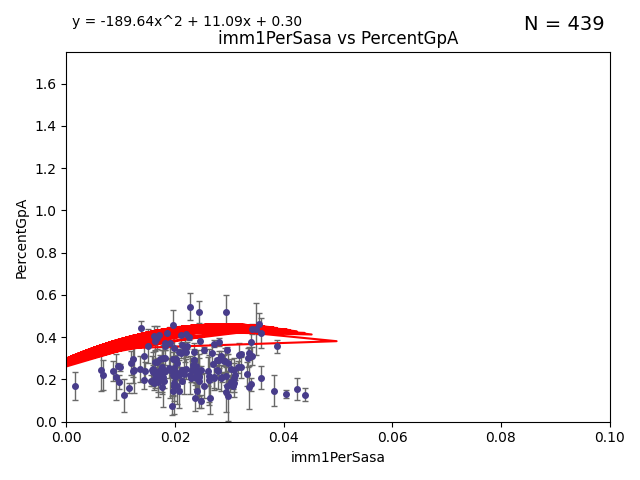 y = -189.64x^2 + 11.09x + 0.30
N = 439
imm1PerSasa vs PercentGpA
PercentGpA
1.6
1.4
1.2
1.0
0.8
0.6
0.4
0.2
0.0
0.00 0.02 0.04 0.06 0.08 0.10
imm1PerSasa